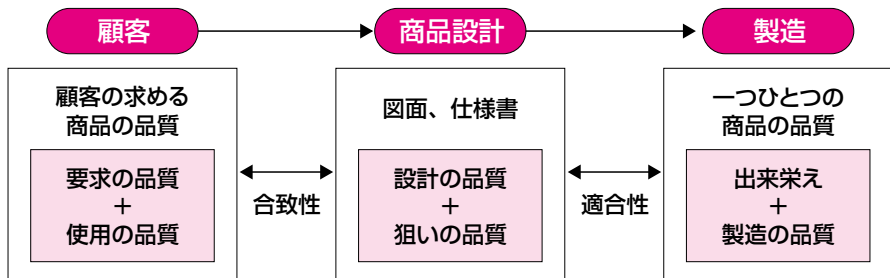 顧客
商品設計
製造
顧客の求める
商品の品質
要求の品質
+
使用の品質
合致性
図面、仕様書
設計の品質
+
狙いの品質
適合性
一つひとつの
商品の品質
出来栄え
+
製造の品質